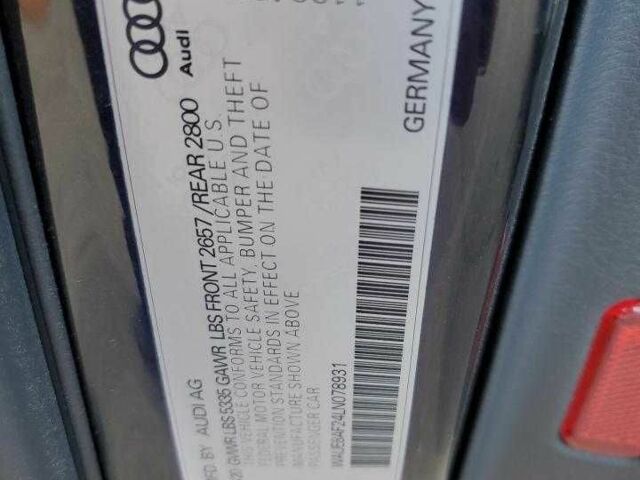 Audi
MFD. BY AUDI AG
GVWR LBS 5335 GAWR LBS FRONT 2657/REAR 2800
THIS VEHICLE CONFORMS TO ALL APPLICABLE U.S.
FEDERAL MOTOR VEHICLE SAFETY, BUMPER AND THEFT
PREVENTION STANDARDS IN EFFECT ON THE DATE OF
MANUFACTURE SHOWN ABOVE
PASSENGER CAR
GERMANY